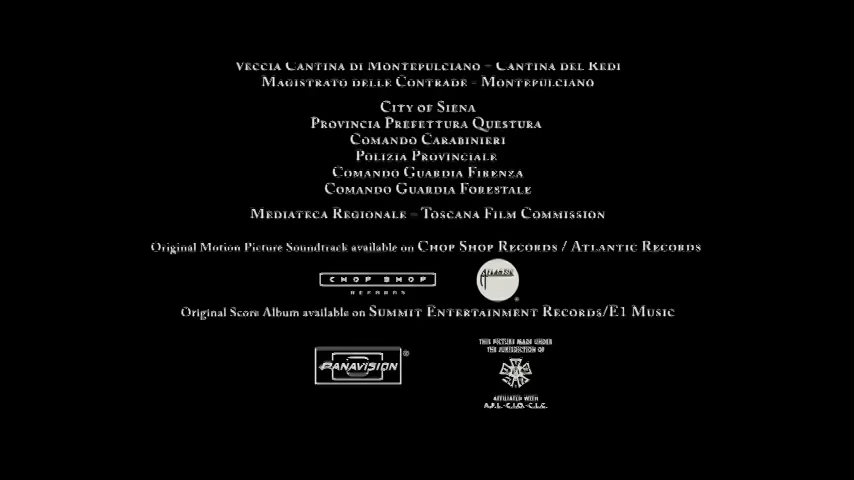 Veccia Cantina di Montepulciano – Cantina del Redi
Magistrato delle Contrade - Montepulciano
City of Siena
Provincia Prefettura Questura
Comando Carabinieri
Polizia Provinciale
Comando Guardia Firenza
Comando Guardia Forestale
Mediateca Regionale – Toscana Film Commission
Original Motion Picture Soundtrack available on Chop Shop Records / Atlantic Records
CHOP SHOP
RECORDS
Original Score Album available on Summit Entertainment Records/E1 Music
PANAVISION®
THIS PICTURE MADE UNDER
THE JURISDICTION OF
AFFILIATED WITH
A.F.L.-C.I.O.-C.L.C.